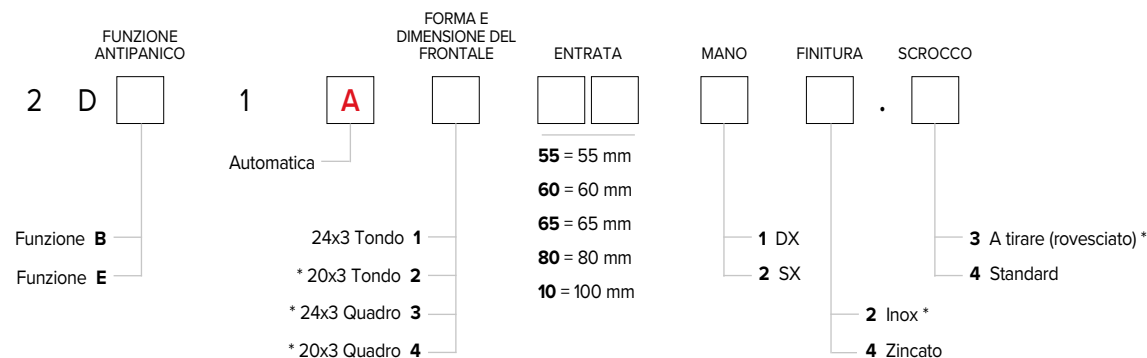 FUNZIONE
ANTIPANICO
FORMA E
DIMENSIONE DEL
FRONTALE
ENTRATA
MANO
FINITURA
SCROCCO
2 D 1 A .
Automatica
Funzione B
Funzione E
24x3 Tondo 1
* 20x3 Tondo 2
* 24x3 Quadro 3
* 20x3 Quadro 4
55 = 55 mm
60 = 60 mm
65 = 65 mm
80 = 80 mm
10 = 100 mm
1 DX
2 SX
2 Inox *
4 Zincato
3 A tirare (rovesciato) *
4 Standard